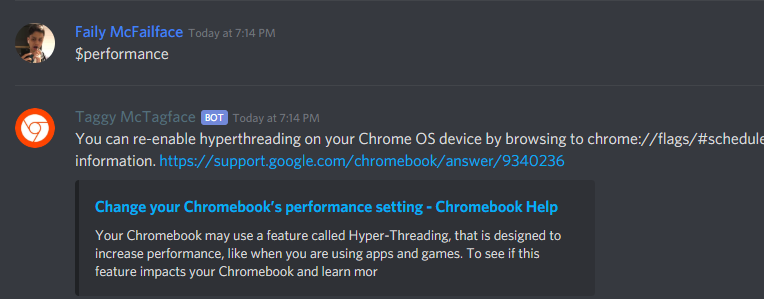 Faily McFailface Today at 7:14 PM
$performance
Taggy McTagface BOT Today at 7:14 PM
You can re-enable hyperthreading on your Chrome OS device by browsing to chrome://flags/#schedule
information. https://support.google.com/chromebook/answer/9340236
Change your Chromebook's performance setting - Chromebook Help
Your Chromebook may use a feature called Hyper-Threading, that is designed to
increase performance, like when you are using apps and games. To see if this
feature impacts your Chromebook and learn mor